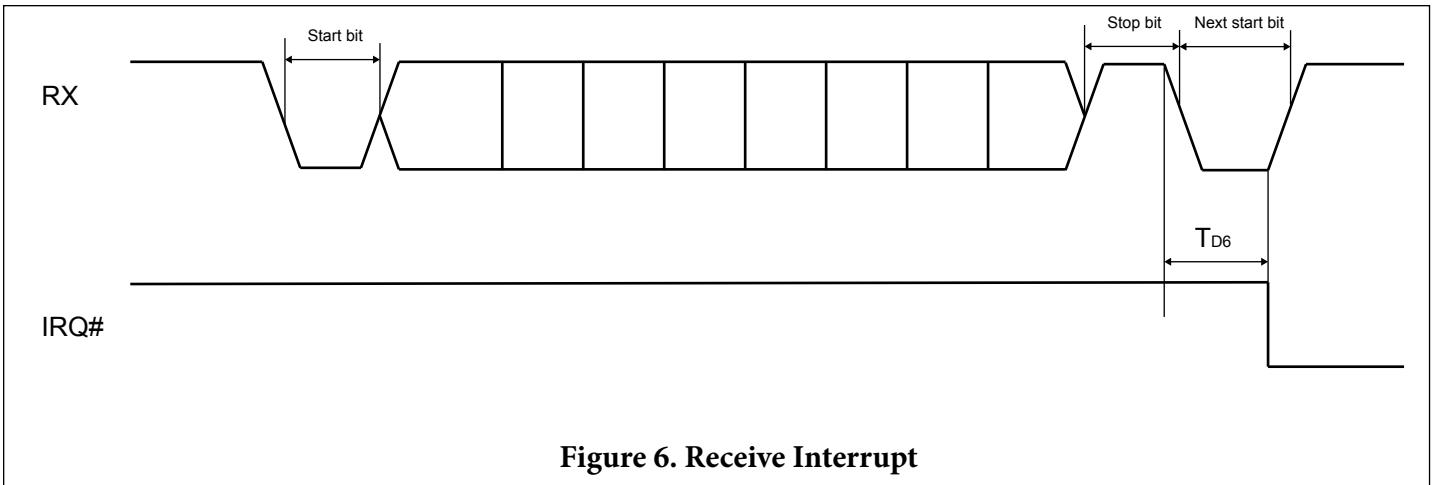 Start bit
Stop bit
Next start bit
RX
TD6
IRQ#
Figure 6. Receive Interrupt